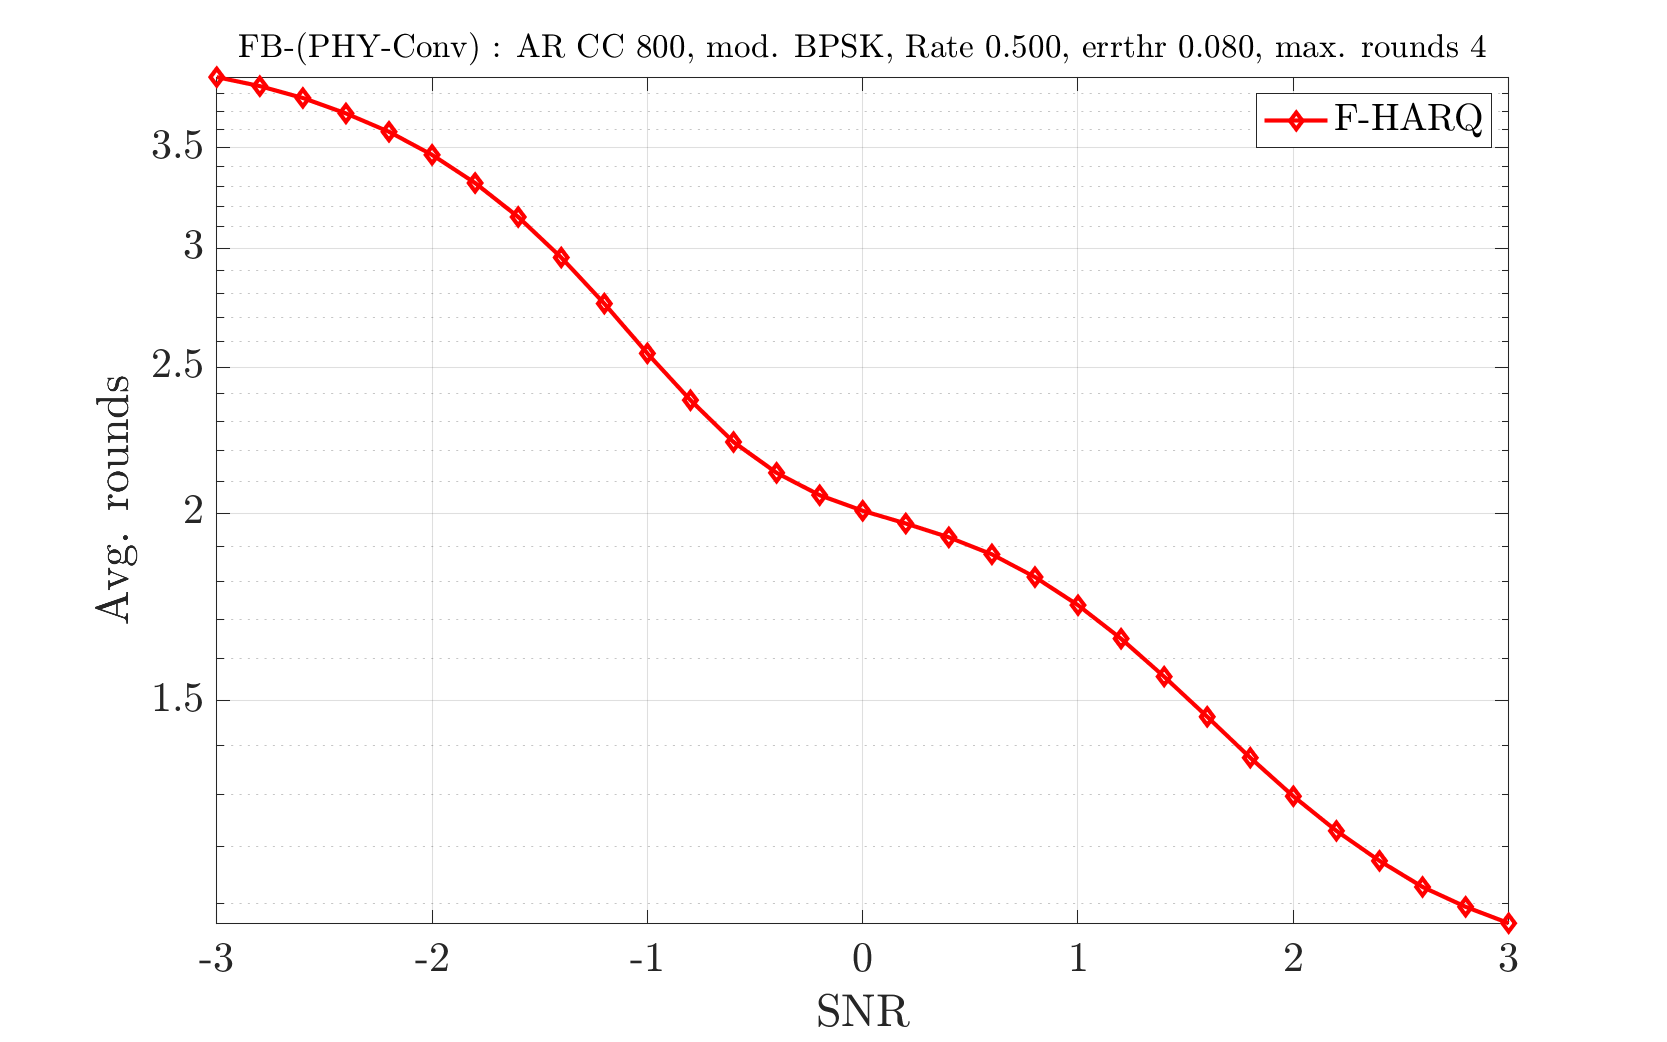 FB-(PHY-Conv) : AR CC 800, mod. BPSK, Rate 0.500, errthr 0.080, max. rounds 4
F-HARQ
3.5
3
2.5
2
1.5
Avg. rounds
-3 -2 -1 0 1 2 3
SNR